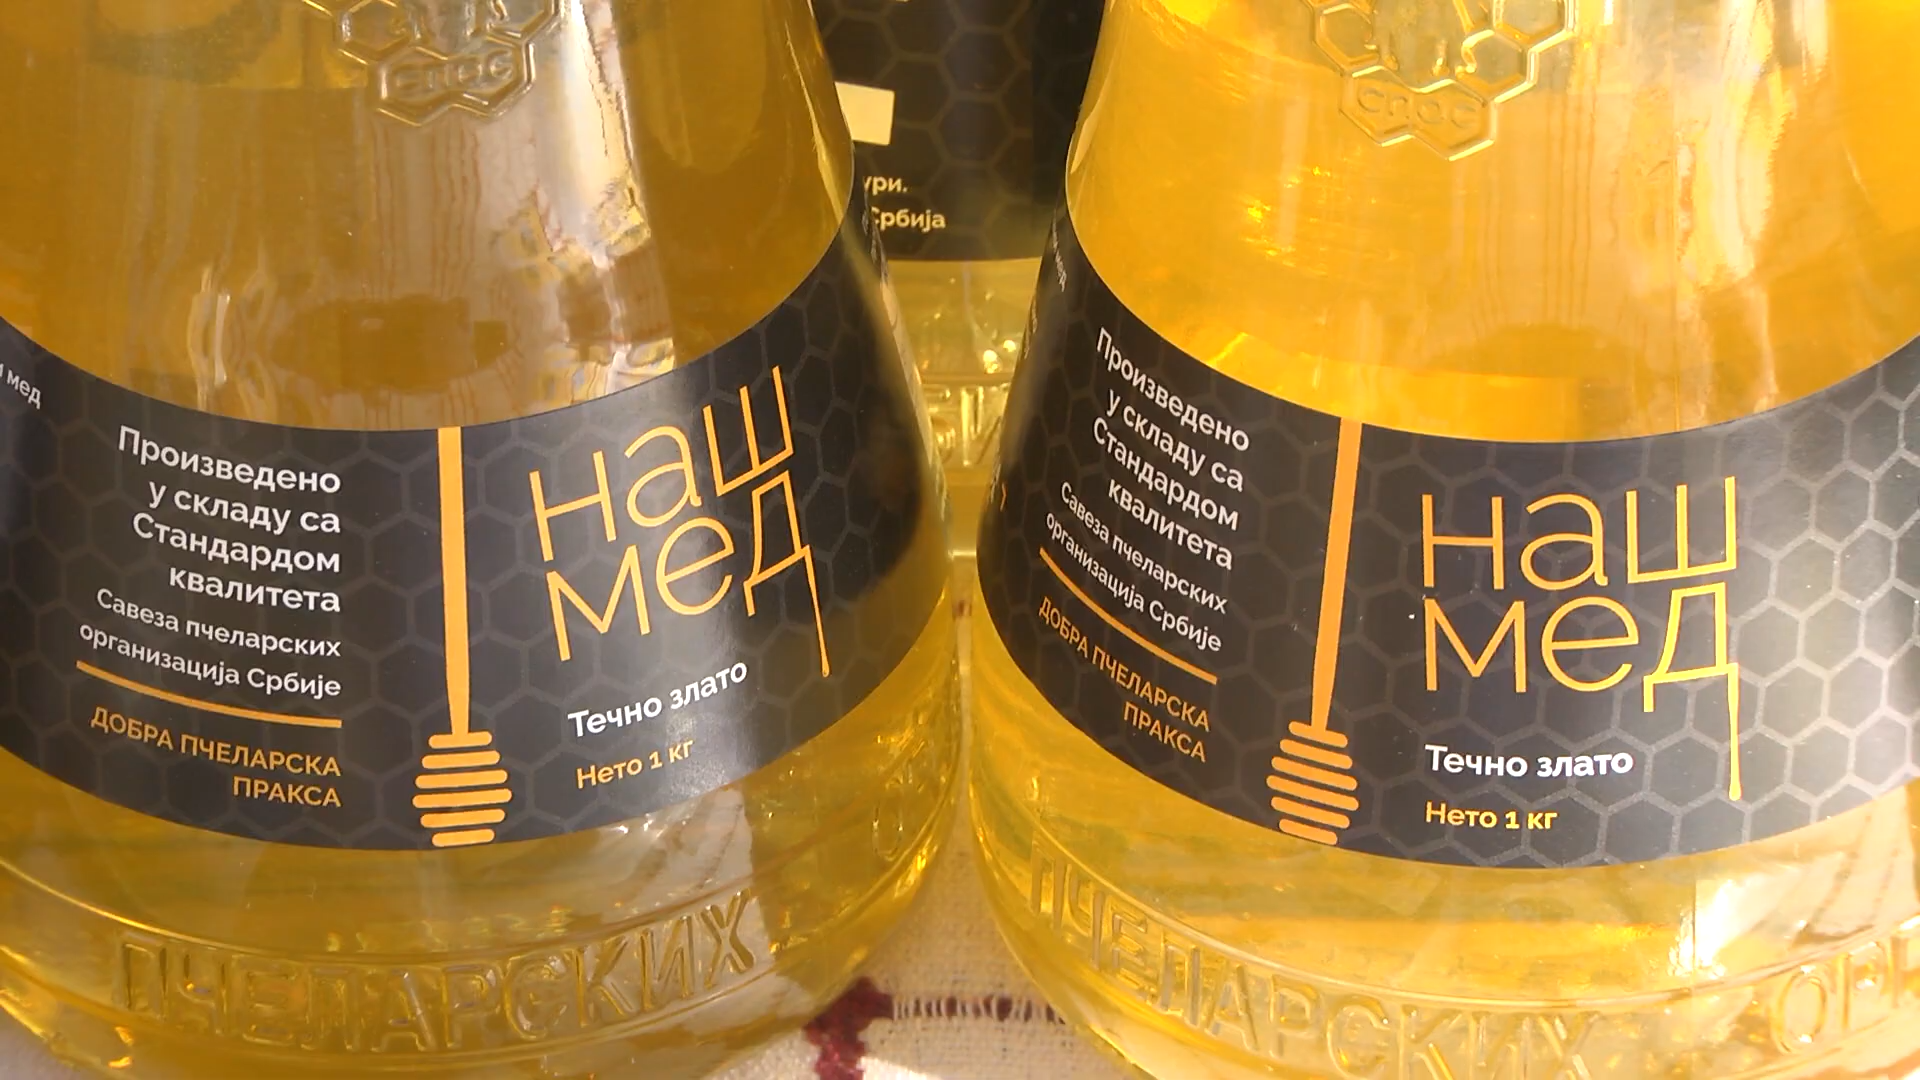 СПОС
Произведено
у складу са
Стандардом
квалитета
Савеза пчеларских
организација Србије
ДОБРА ПЧЕЛАРСКА
ПРАКСА
наш
мед
Течно злато
Нето 1 кг
ПЧЕЛАРСКИХ
мед
Србија
СПОС
Произведено
у складу са
Стандардом
квалитета
Савеза пчеларских
организација Србије
ДОБРА ПЧЕЛАРСКА
ПРАКСА
наш
мед
Течно злато
Нето 1 кг
ПЧЕЛАРСКИХ